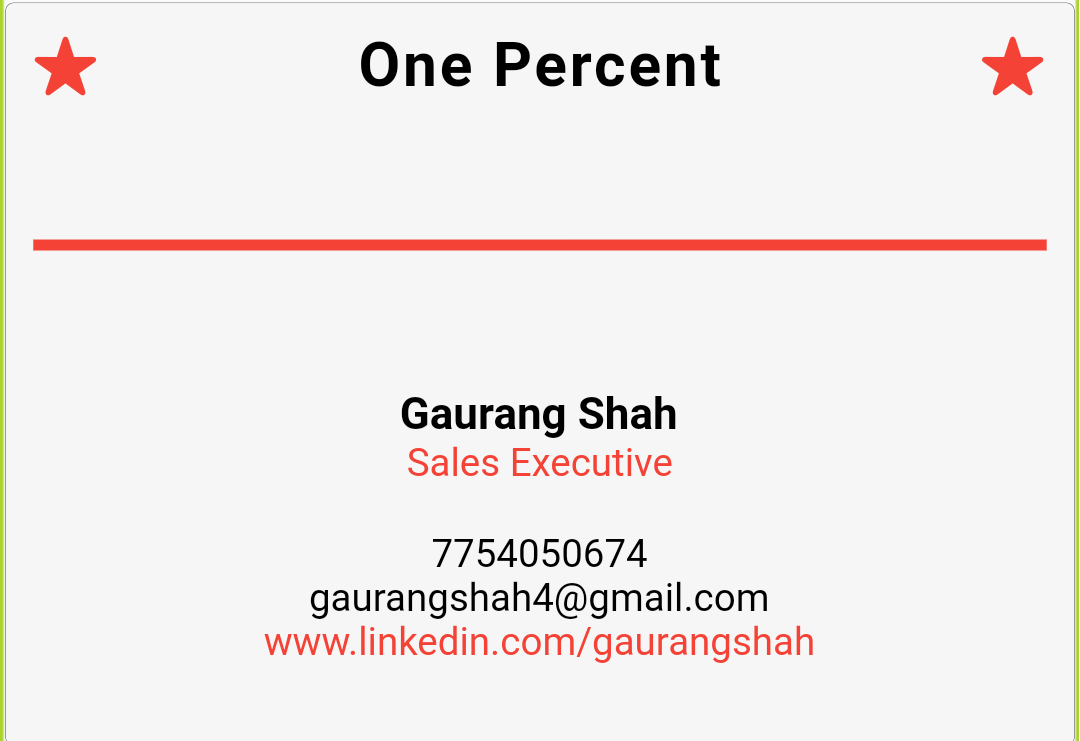 One Percent
Gaurang Shah
Sales Executive
7754050674
gaurangshah4@gmail.com
www.linkedin.com/gaurangshah